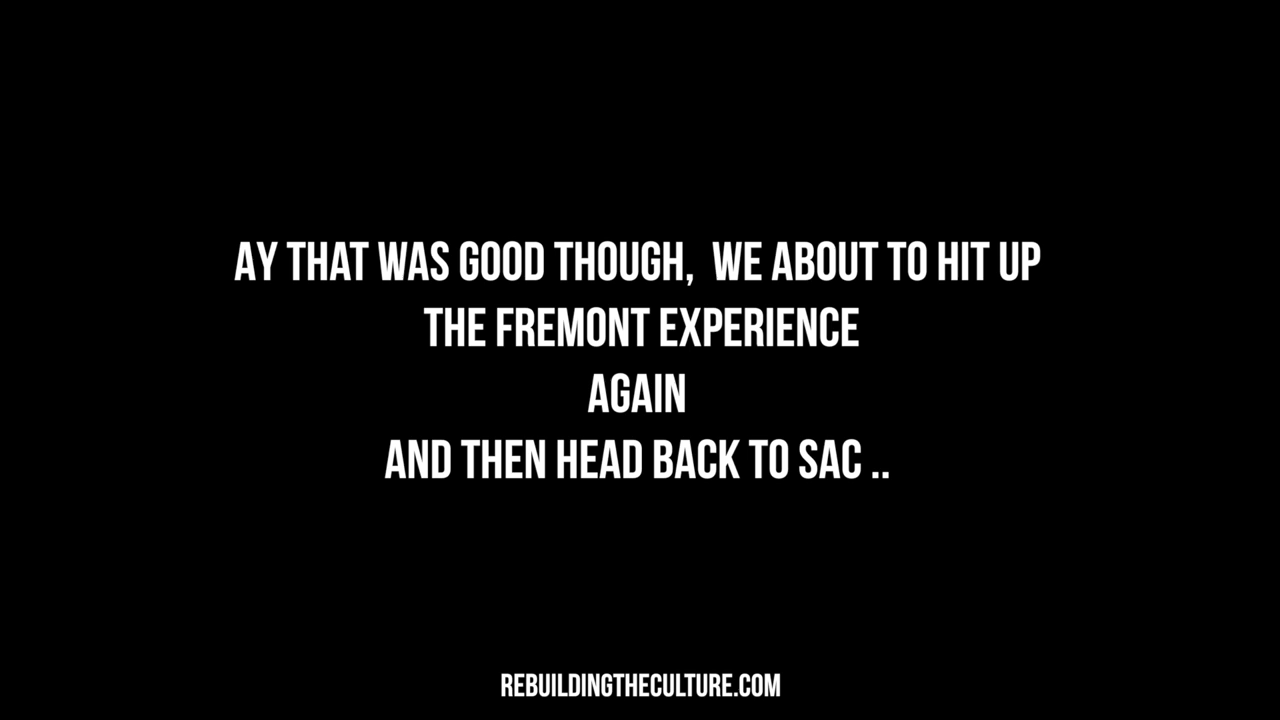 AY THAT WAS GOOD THOUGH,  WE ABOUT TO HIT UP
THE FREMONT EXPERIENCE
AGAIN
AND THEN HEAD BACK TO SAC ..
REBUILDINGTHECULTURE.COM